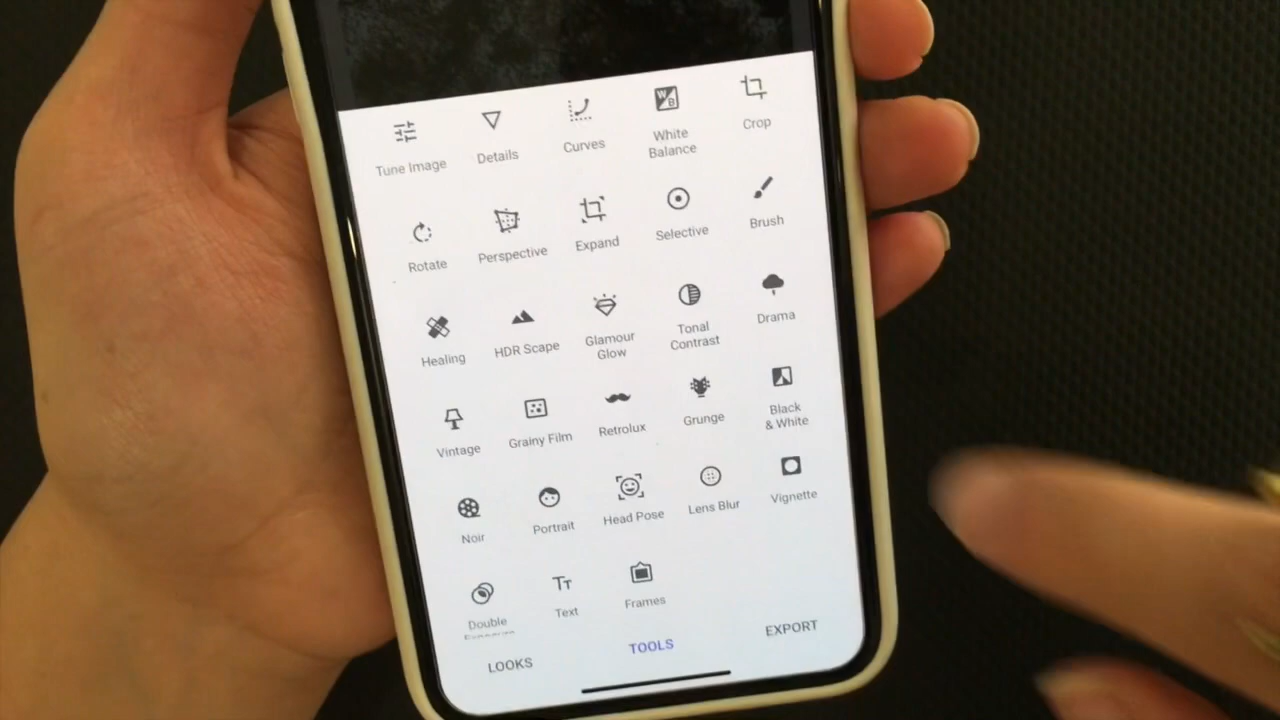 Tune Image
Details
Curves
White
Balance
Crop
Rotate
Perspective
Expand
Selective
Brush
Healing
HDR Scape
Glamour
Glow
Tonal
Contrast
Drama
Vintage
Grainy Film
Retrolux
Grunge
Black
& White
Noir
Portrait
Head Pose
Lens Blur
Vignette
Double
Text
Frames
LOOKS
TOOLS
EXPORT